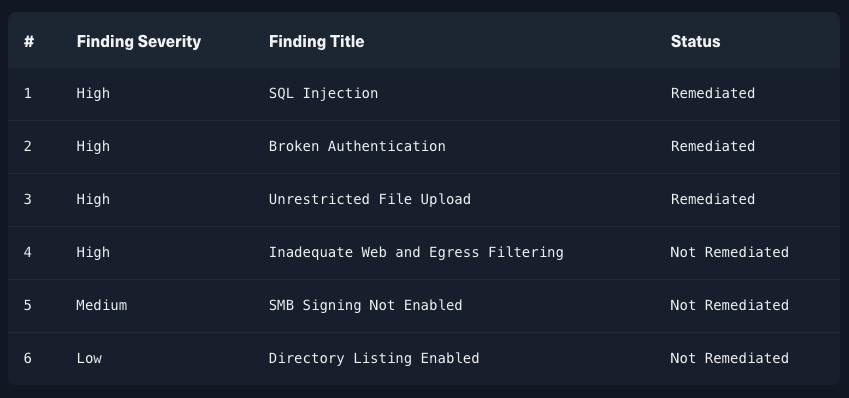 # Finding Severity Finding Title Status
1 High SQL Injection Remediated
2 High Broken Authentication Remediated
3 High Unrestricted File Upload Remediated
4 High Inadequate Web and Egress Filtering Not Remediated
5 Medium SMB Signing Not Enabled Not Remediated
6 Low Directory Listing Enabled Not Remediated